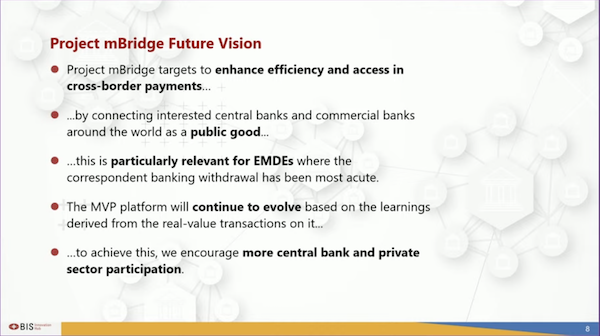 Project mBridge Future Vision
Project mBridge targets to enhance efficiency and access in
cross-border payments...
...by connecting interested central banks and commercial banks
around the world as a public good...
...this is particularly relevant for EMDEs where the
correspondent banking withdrawal has been most acute.
The MVP platform will continue to evolve based on the learnings
derived from the real-value transactions on it...
...to achieve this, we encourage more central bank and private
sector participation.
BIS Innovation
Hub
8